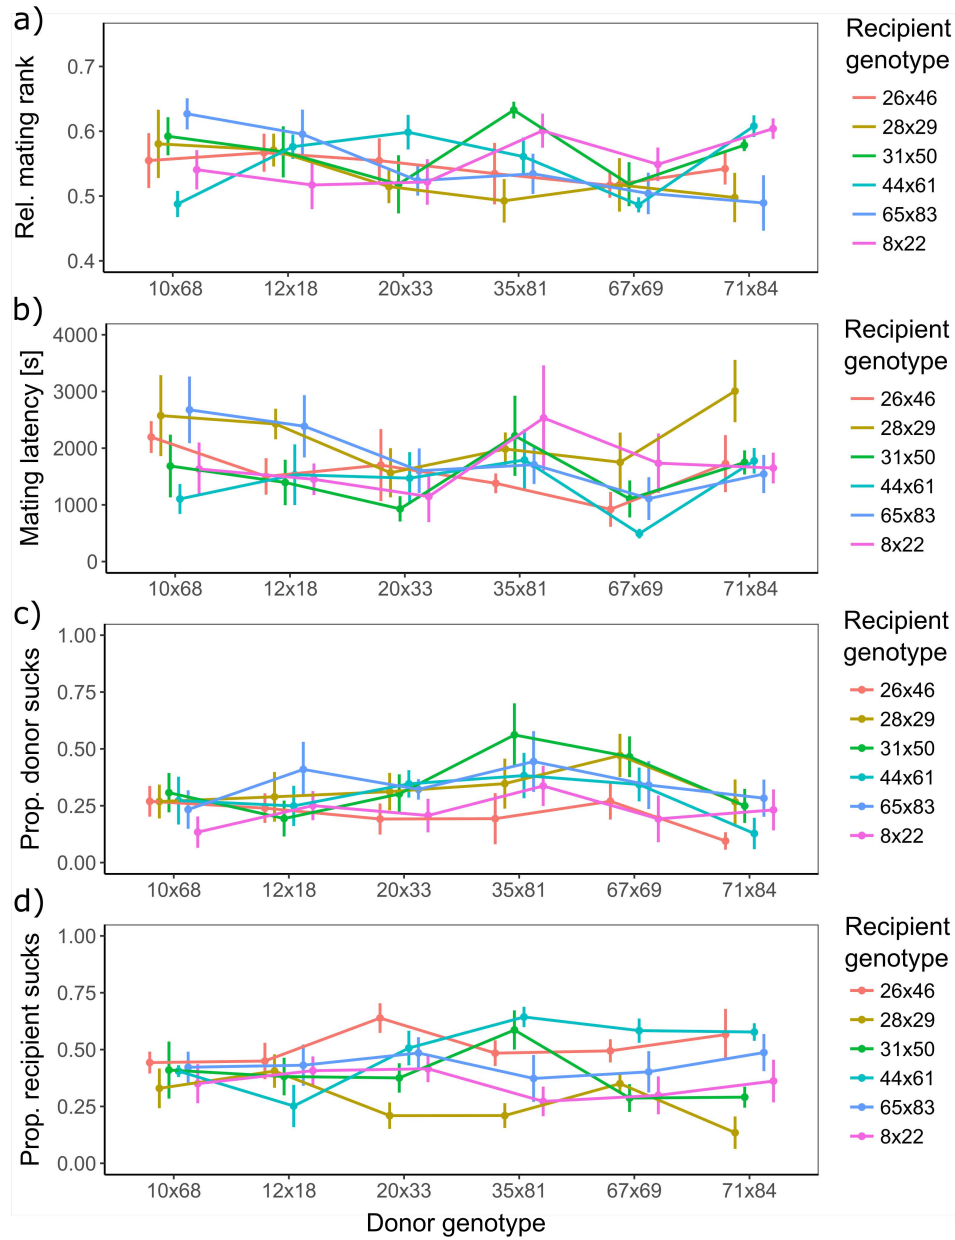 a)
Rel. mating rank
0.7
0.6
0.5
0.4
10x68 12x18 20x33 35x81 67x69 71x84
Recipient
genotype
26x46
28x29
31x50
44x61
65x83
8x22
b)
Mating latency [s]
4000
3000
2000
1000
0
10x68 12x18 20x33 35x81 67x69 71x84
Recipient
genotype
26x46
28x29
31x50
44x61
65x83
8x22
c)
Prop. donor sucks
1.00
0.75
0.50
0.25
0.00
10x68 12x18 20x33 35x81 67x69 71x84
Recipient
genotype
26x46
28x29
31x50
44x61
65x83
8x22
d)
Prop. recipient sucks
1.00
0.75
0.50
0.25
0.00
10x68 12x18 20x33 35x81 67x69 71x84
Donor genotype
Recipient
genotype
26x46
28x29
31x50
44x61
65x83
8x22